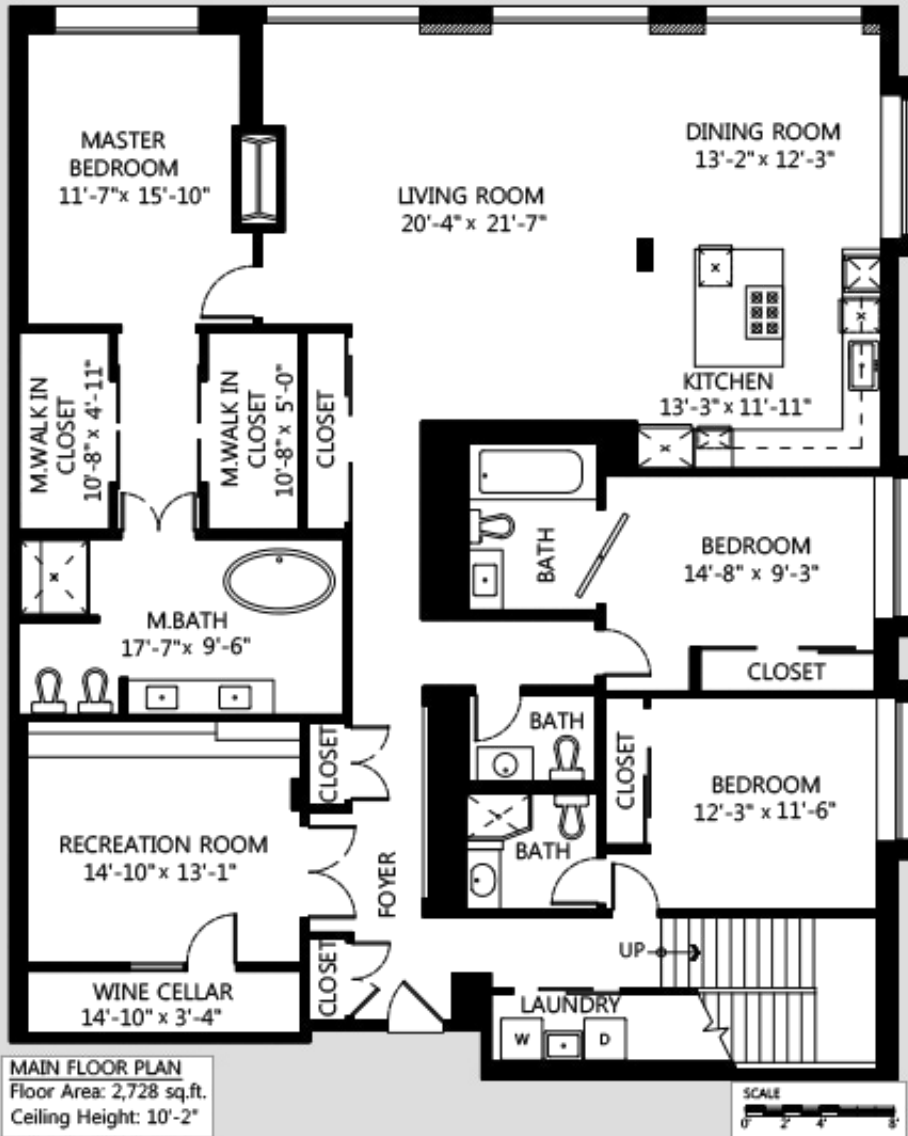 MASTER
BEDROOM
11'-7"x 15'-10"
LIVING ROOM
20'-4" x 21'-7"
DINING ROOM
13'-2" x 12'-3"
KITCHEN
13'-3" x 11'-11"
M.WALK IN
CLOSET
10'-8" x 4'-11"
M.WALK IN
CLOSET
10'-8" x 5'-0"
CLOSET
BATH
BEDROOM
14'-8" x 9'-3"
CLOSET
M.BATH
17'-7"x 9'-6"
BATH
CLOSET
BEDROOM
12'-3" x 11'-6"
CLOSET
RECREATION ROOM
14'-10" x 13'-1"
FOYER
BATH
UP
CLOSET
WINE CELLAR
14'-10" x 3'-4"
LAUNDRY
W
D
MAIN FLOOR PLAN
Floor Area: 2,728 sq.ft.
Ceiling Height: 10'-2"
SCALE
0' 2' 4' 8'